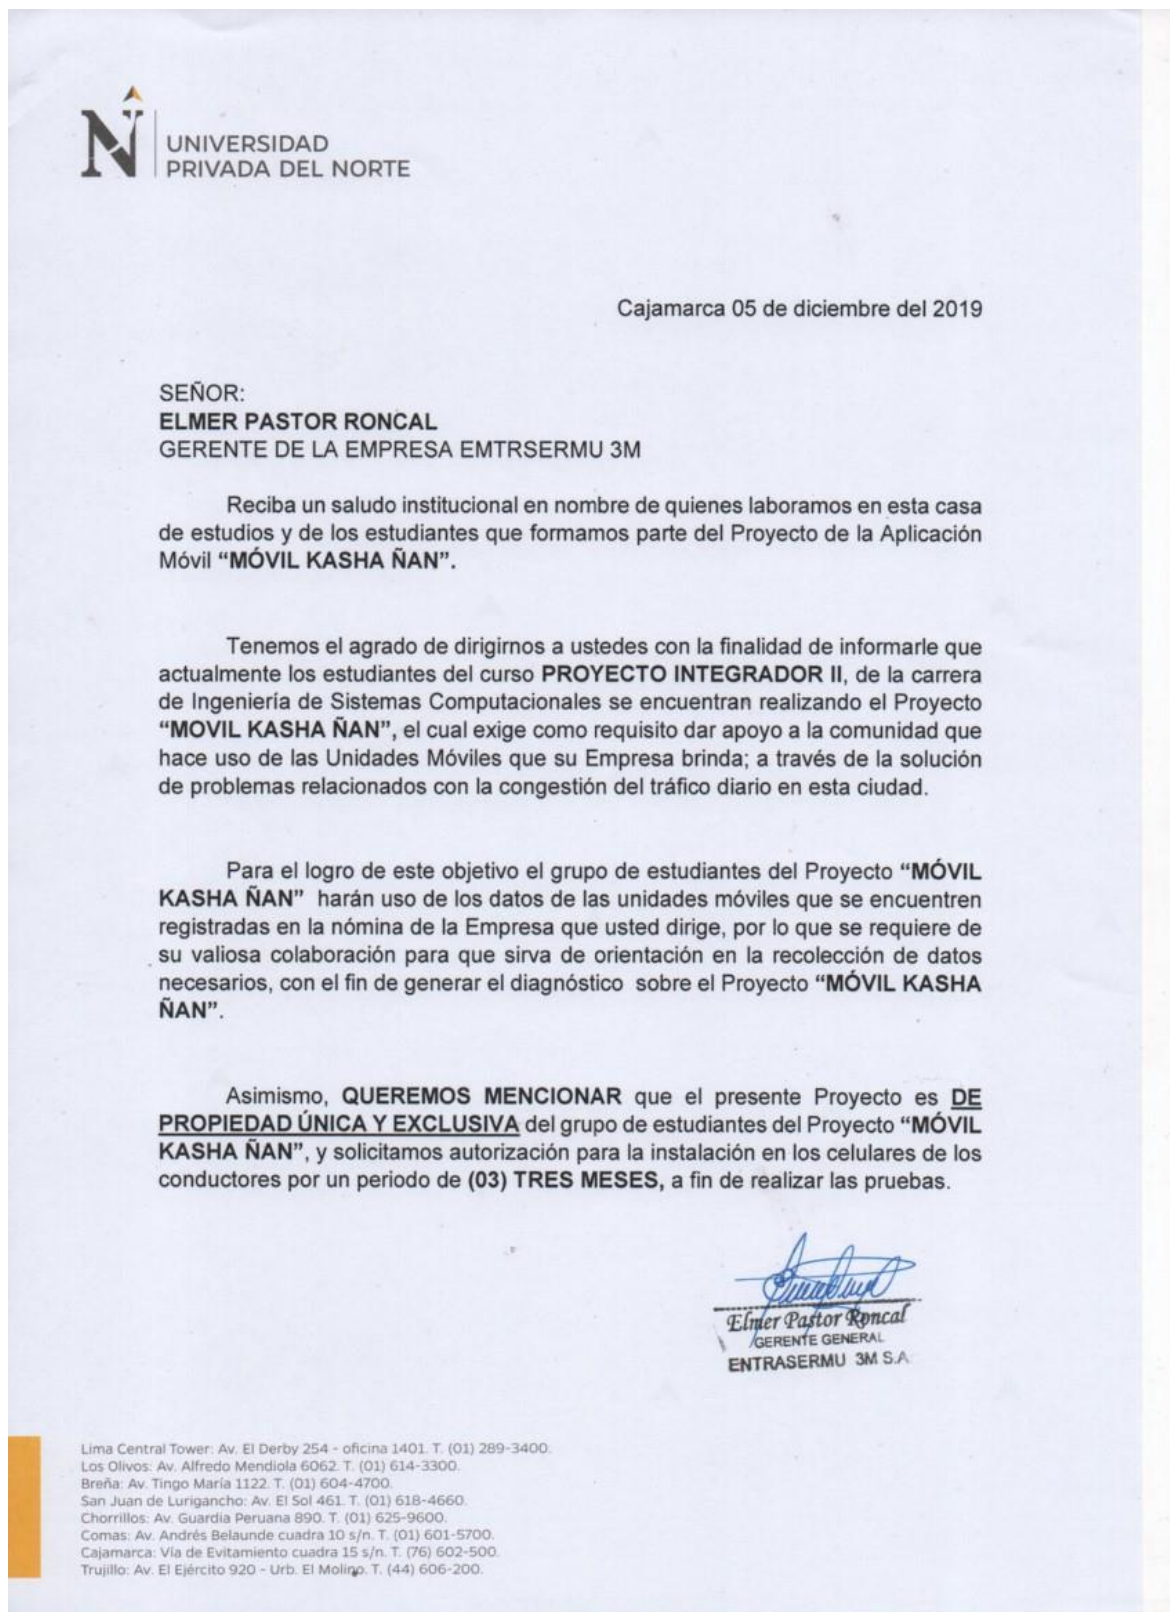 UNIVERSIDAD
PRIVADA DEL NORTE
Cajamarca 05 de diciembre del 2019
SEÑOR:
ELMER PASTOR RONCAL
GERENTE DE LA EMPRESA EMTRSERMU 3M
Reciba un saludo institucional en nombre de quienes laboramos en esta casa
de estudios y de los estudiantes que formamos parte del Proyecto de la Aplicación
Móvil “MÓVIL KASHA ÑAN”.
Tenemos el agrado de dirigirnos a ustedes con la finalidad de informarle que
actualmente los estudiantes del curso PROYECTO INTEGRADOR II, de la carrera
de Ingeniería de Sistemas Computacionales se encuentran realizando el Proyecto
“MOVIL KASHA ÑAN”, el cual exige como requisito dar apoyo a la comunidad que
hace uso de las Unidades Móviles que su Empresa brinda; a través de la solución
de problemas relacionados con la congestión del tráfico diario en esta ciudad.
Para el logro de este objetivo el grupo de estudiantes del Proyecto “MÓVIL
KASHA ÑAN” harán uso de los datos de las unidades móviles que se encuentren
registradas en la nómina de la Empresa que usted dirige, por lo que se requiere de
su valiosa colaboración para que sirva de orientación en la recolección de datos
necesarios, con el fin de generar el diagnóstico sobre el Proyecto “MÓVIL KASHA
ÑAN”.
Asimismo, QUEREMOS MENCIONAR que el presente Proyecto es DE
PROPIEDAD ÚNICA Y EXCLUSIVA del grupo de estudiantes del Proyecto “MÓVIL
KASHA ÑAN”, y solicitamos autorización para la instalación en los celulares de los
conductores por un periodo de (03) TRES MESES, a fin de realizar las pruebas.
Elmer Pastor Roncal
GERENTE GENERAL
ENTRASERMU 3M S.A
Lima Central Tower: Av. El Derby 254 - oficina 1401. T. (01) 289-3400.
Los Olivos: Av. Alfredo Mendiola 6062. T. (01) 614-3300.
Breña: Av. Tingo María 1122. T. (01) 604-4700.
San Juan de Lurigancho: Av. El Sol 461. T. (01) 618-4660.
Chorrillos: Av. Guardia Peruana 890. T. (01) 625-9600.
Comas: Av. Andrés Belaunde cuadra 10 s/n. T. (01) 601-5700.
Cajamarca: Vía de Evitamiento cuadra 15 s/n. T. (76) 602-500.
Trujillo: Av. El Ejército 920 - Urb. El Molino. T. (44) 606-200.